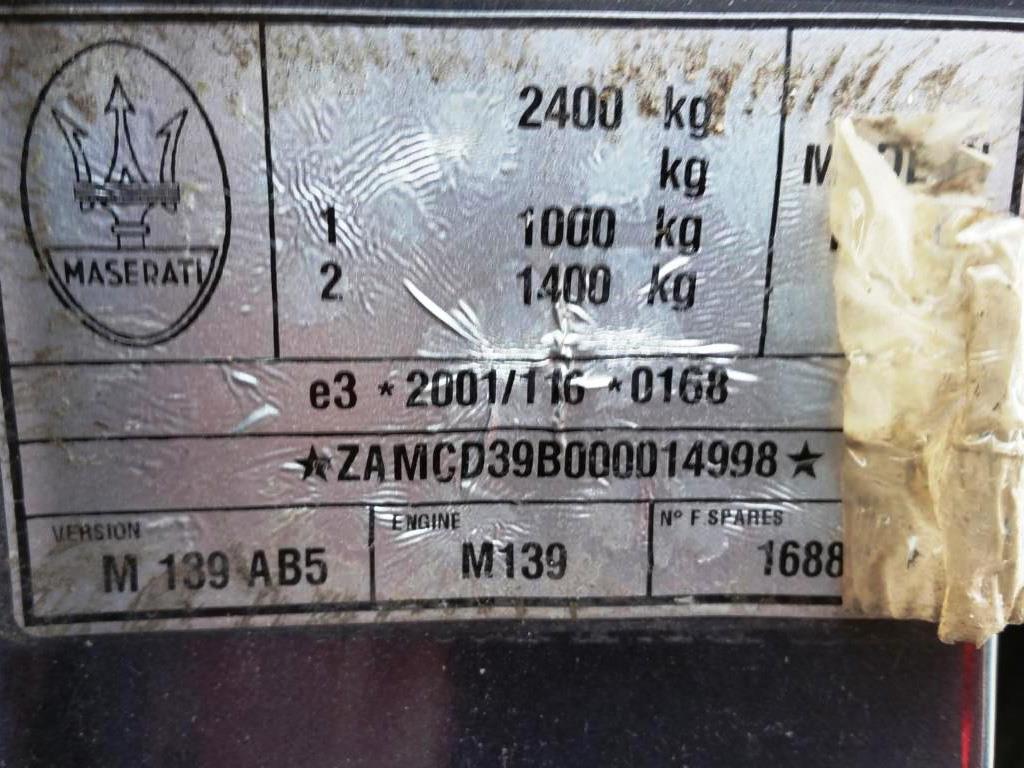 MASERATI
2400 kg
kg
1 1000 kg
2 1400 kg
e3 *2001/116 *0168
★ZAMCD39B000014998★
VERSION
M 139 AB5
ENGINE
M139
N° F SPARES
1688